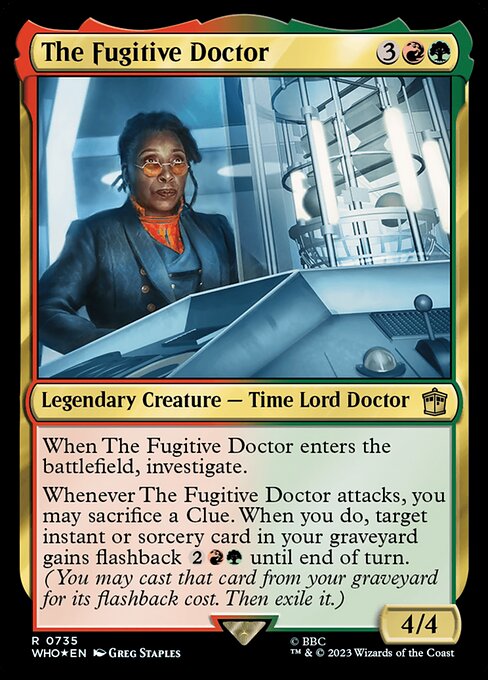 The Fugitive Doctor 3
Legendary Creature — Time Lord Doctor
When The Fugitive Doctor enters the
battlefield, investigate.
Whenever The Fugitive Doctor attacks, you
may sacrifice a Clue. When you do, target
instant or sorcery card in your graveyard
gains flashback 2 until end of turn.
(You may cast that card from your graveyard
for its flashback cost. Then exile it.)
4/4
R 0735
WHO★EN Greg Staples
© BBC
™ & © 2023 Wizards of the Coast